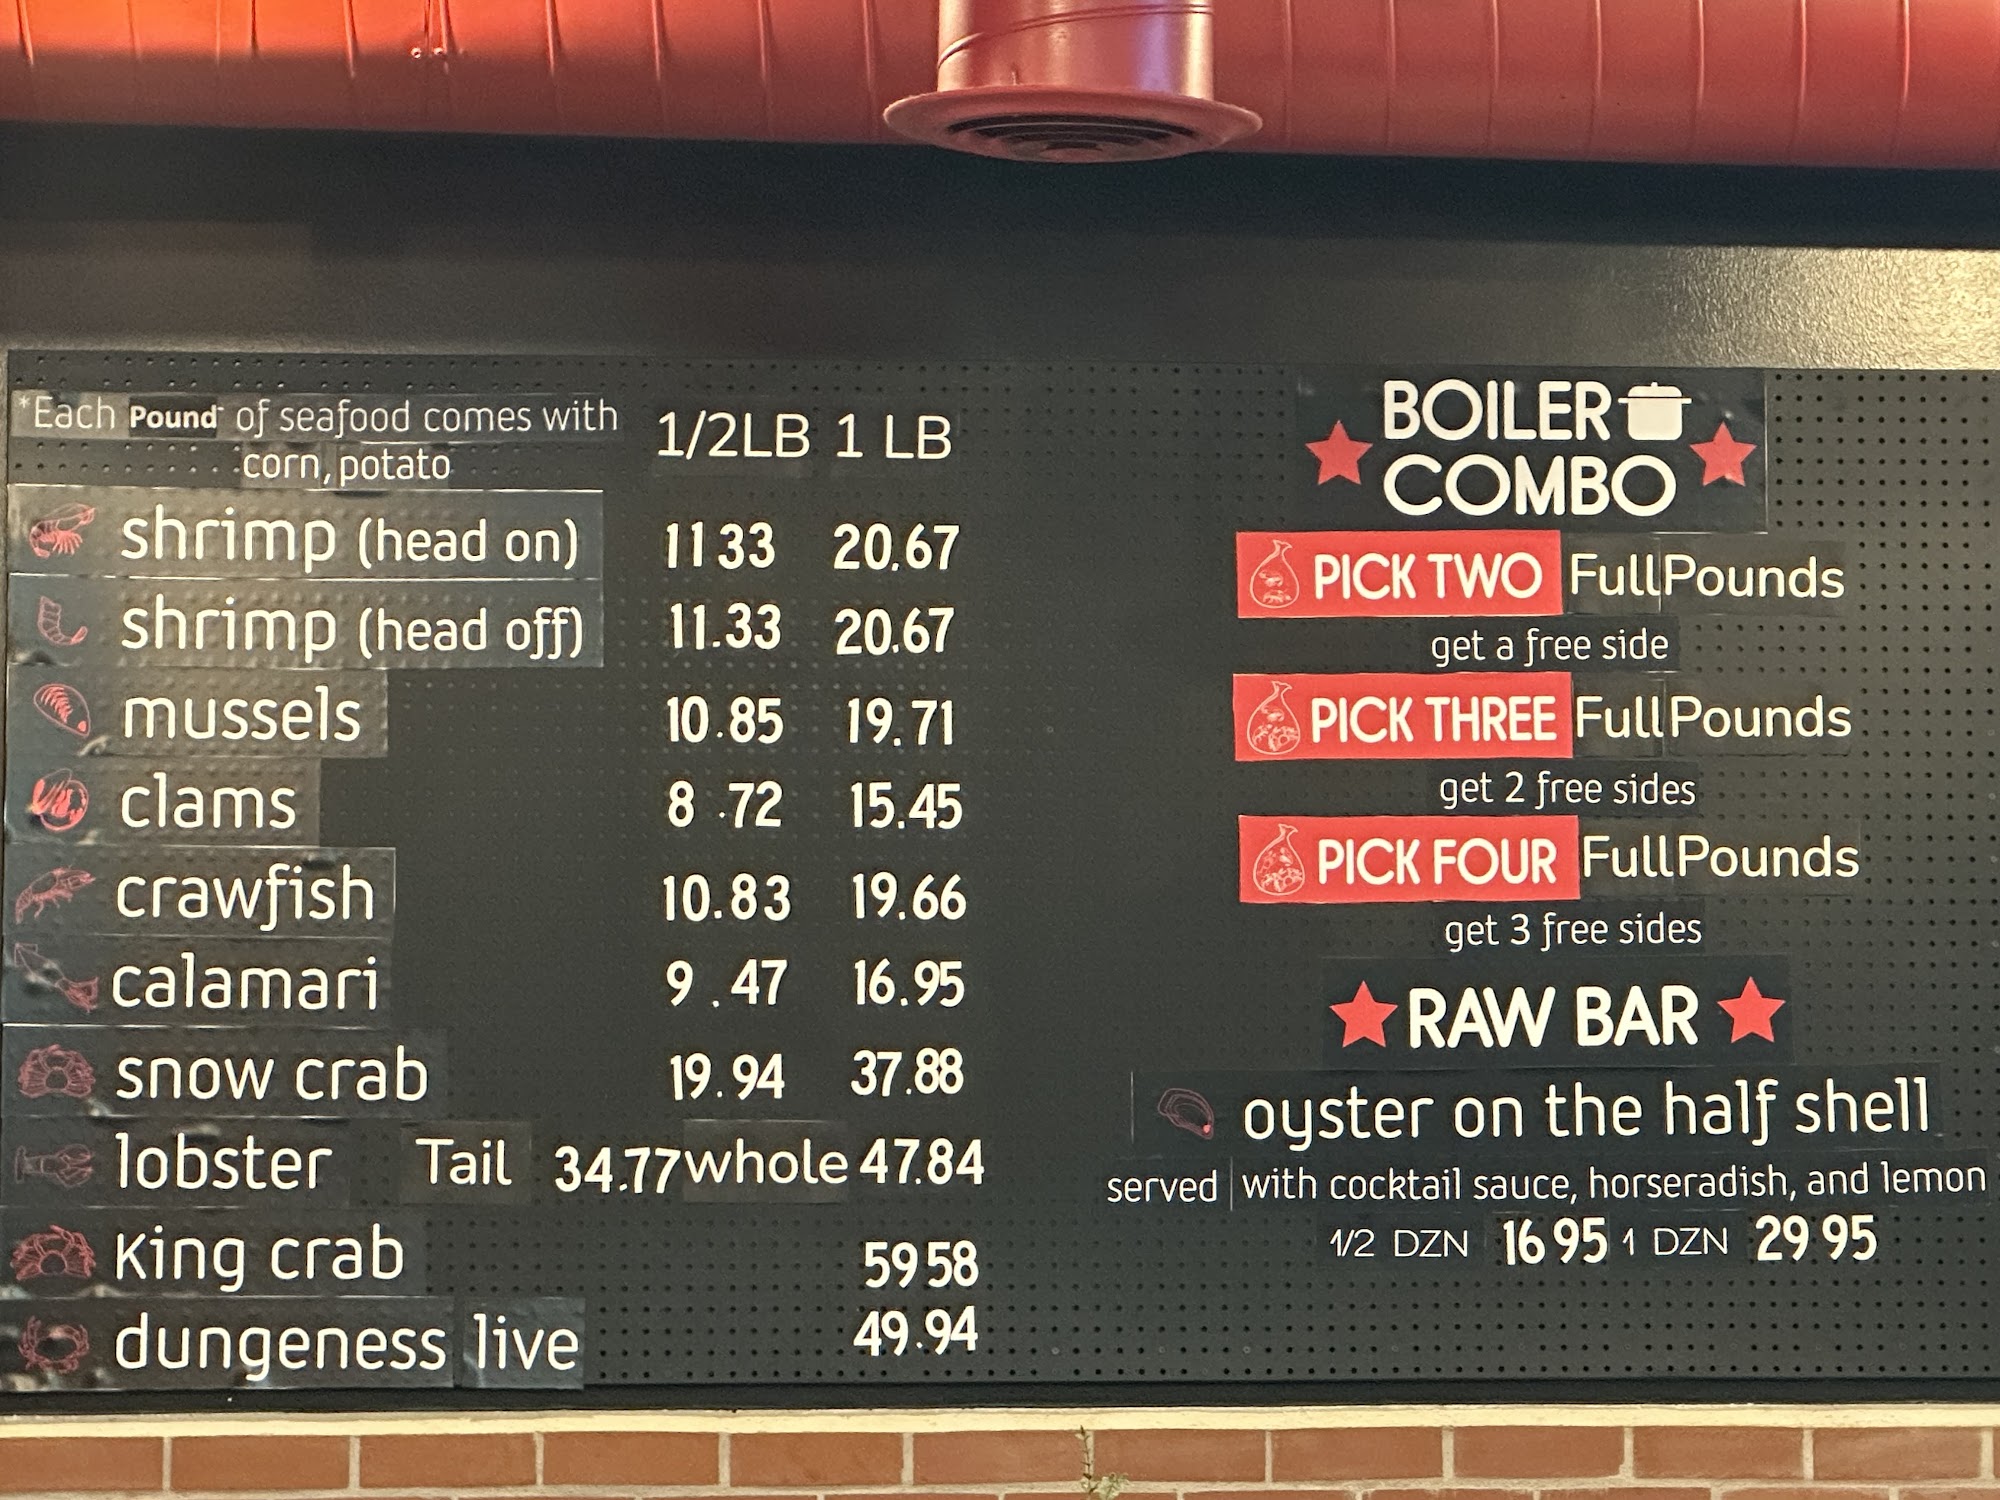 *Each Pound of seafood comes with
corn, potato
1/2LB 1 LB
shrimp (head on) 1133 20.67
shrimp (head off) 11.33 20.67
mussels 10.85 19.71
clams 8.72 15.45
crawfish 10.83 19.66
calamari 9.47 16.95
snow crab 19.94 37.88
lobster Tail 34.77 whole 47.84
King crab 5958
dungeness live 49.94
BOILER
COMBO
PICK TWO Full Pounds
get a free side
PICK THREE Full Pounds
get 2 free sides
PICK FOUR Full Pounds
get 3 free sides
RAW BAR
oyster on the half shell
served with cocktail sauce, horseradish, and lemon
1/2 DZN 16 95 1 DZN 29 95